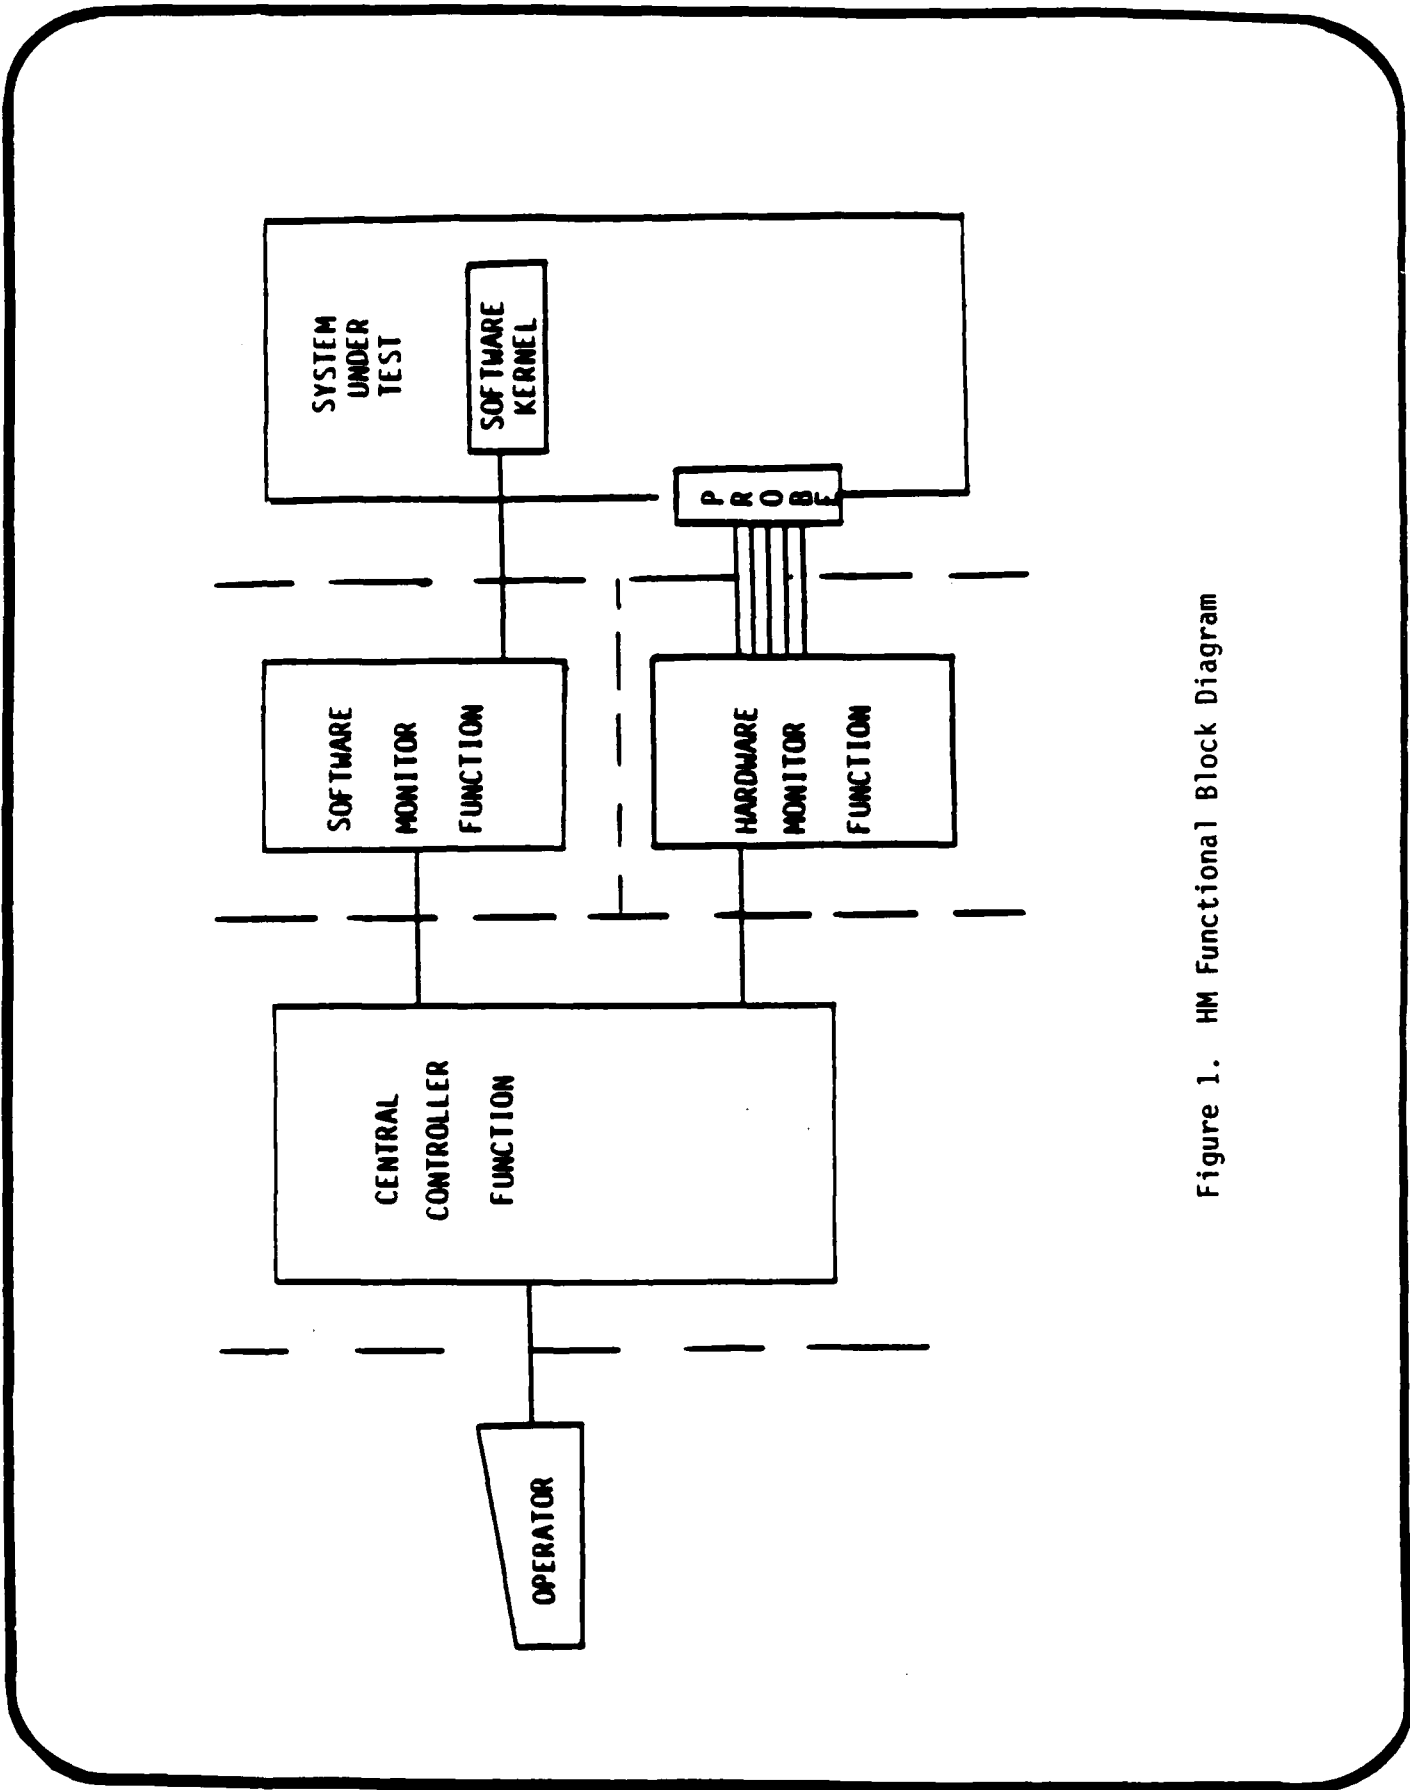 OPERATOR
CENTRAL
CONTROLLER
FUNCTION
SOFTWARE
MONITOR
FUNCTION
HARDWARE
MONITOR
FUNCTION
SYSTEM
UNDER
TEST
SOFTWARE
KERNEL
PROBE
Figure 1. HM Functional Block Diagram